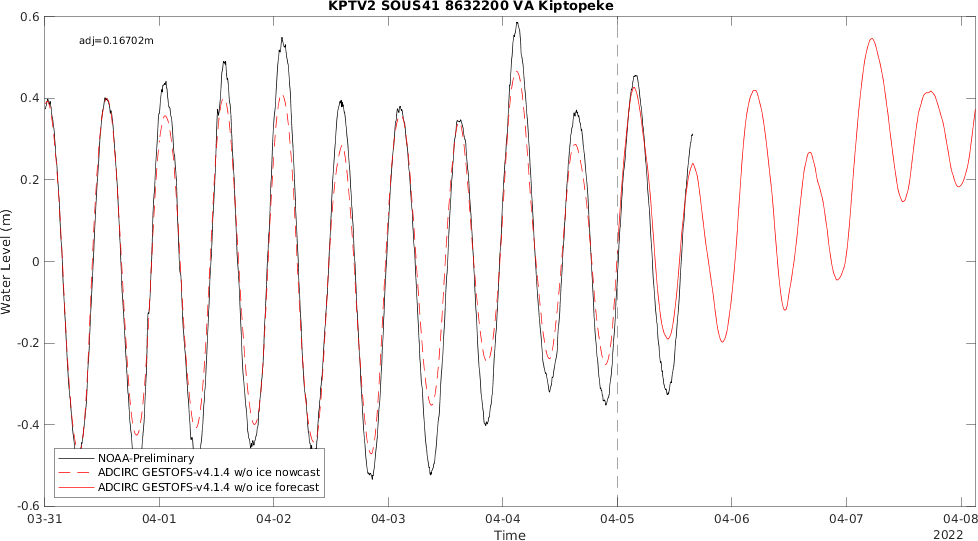 KPTV2 SOUS41 8632200 VA Kiptopeke
adj=0.16702m
0.6
0.4
0.2
0
-0.2
-0.4
-0.6
Water Level (m)
NOAA-Preliminary
ADCIRC GESTOFS-v4.1.4 w/o ice nowcast
ADCIRC GESTOFS-v4.1.4 w/o ice forecast
03-31 04-01 04-02 04-03 04-04 04-05 04-06 04-07 04-08
Time
2022